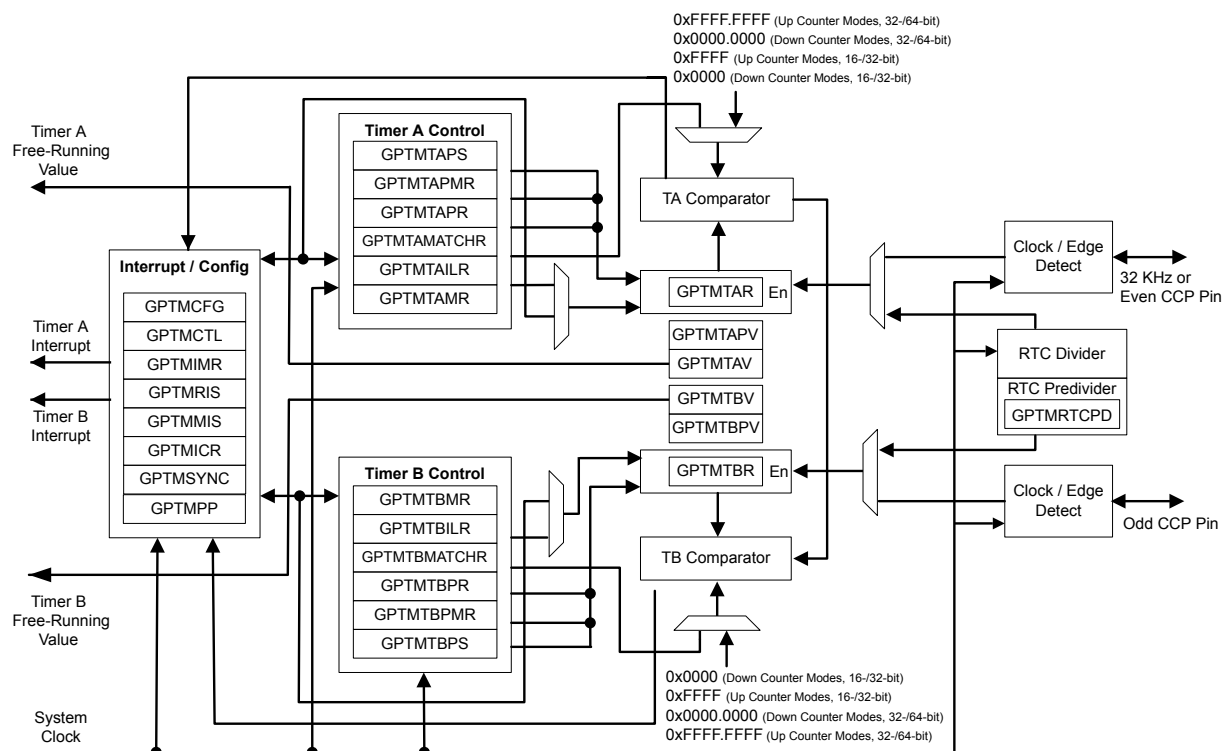 0xFFFF.FFFF (Up Counter Modes, 32-/64-bit)
0x0000.0000 (Down Counter Modes, 32-/64-bit)
0xFFFF (Up Counter Modes, 16-/32-bit)
0x0000 (Down Counter Modes, 16-/32-bit)
Timer A
Free-Running
Value
Timer A Control
GPTMTAPS
GPTMTAPMR
GPTMTAPR
GPTMTAMATCHR
GPTMTAILR
GPTMTAMR
TA Comparator
GPTMTAR
En
Clock / Edge
Detect
32 KHz or
Even CCP Pin
Interrupt / Config
GPTMCFG
GPTMCTL
GPTMIMR
GPTMRIS
GPTMMIS
GPTMICR
GPTMSYNC
GPTMPP
Timer A
Interrupt
Timer B
Interrupt
GPTMTAPV
GPTMTAV
GPTMTBV
GPTMTBPV
RTC Divider
RTC Predivider
GPTMRTCPD
Timer B Control
GPTMTBMR
GPTMTBILR
GPTMTBMATCHR
GPTMTBPR
GPTMTBPMR
GPTMTBPS
GPTMTBR
En
TB Comparator
Clock / Edge
Detect
Odd CCP Pin
Timer B
Free-Running
Value
0x0000 (Down Counter Modes, 16-/32-bit)
0xFFFF (Up Counter Modes, 16-/32-bit)
0x0000.0000 (Down Counter Modes, 32-/64-bit)
0xFFFF.FFFF (Up Counter Modes, 32-/64-bit)
System
Clock